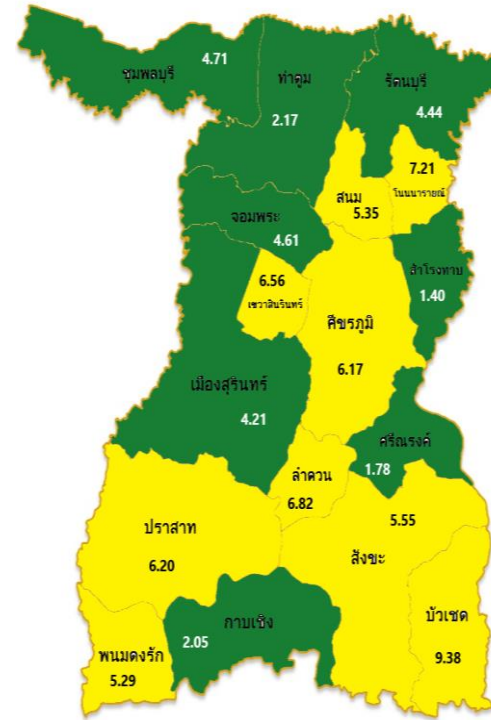 ชุมพลบุรี
4.71
ท่าตูม
2.17
รัตนบุรี
4.44
7.21
โนนนารายณ์
สนม
5.35
จอมพระ
4.61
6.56
เขวาสินรินทร์
สำโรงทาบ
1.40
ศีขรภูมิ
6.17
เมืองสุรินทร์
4.21
ศรีณรงค์
1.78
ลำดวน
6.82
5.55
สังขะ
ปราสาท
6.20
กาบเชิง
2.05
บัวเชด
9.38
พนมดงรัก
5.29